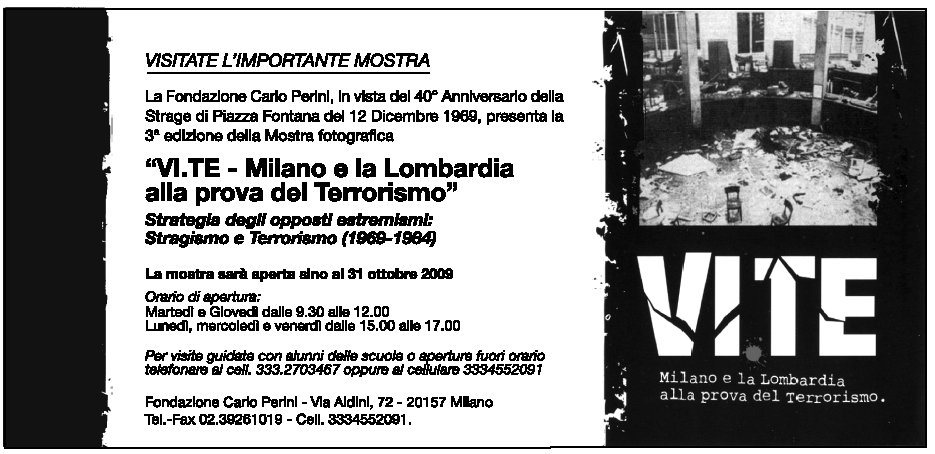 VISITATE L'IMPORTANTE MOSTRA
La Fondazione Carlo Perini, in vista del 40° Anniversario della
Strage di Piazza Fontana del 12 Dicembre 1969, presenta la
3ª edizione della Mostra fotografica
“VI.TE - Milano e la Lombardia
alla prova del Terrorismo”
Strategia degli opposti estremismi:
Stragismo e Terrorismo (1969-1984)
La mostra sarà aperta sino al 31 ottobre 2009
Orario di apertura:
Martedì e Giovedì dalle 9.30 alle 12.00
Lunedì, mercoledì e venerdì dalle 15.00 alle 17.00
Per visite guidate con alunni delle scuole o aperture fuori orario
telefonare al cell. 333.2703467 oppure al cellulare 3334552091
Fondazione Carlo Perini - Via Aldini, 72 - 20157 Milano
Tel.-Fax 02.39261019 - Cell. 3334552091.
VI.TE
Milano e la Lombardia
alla prova del Terrorismo.